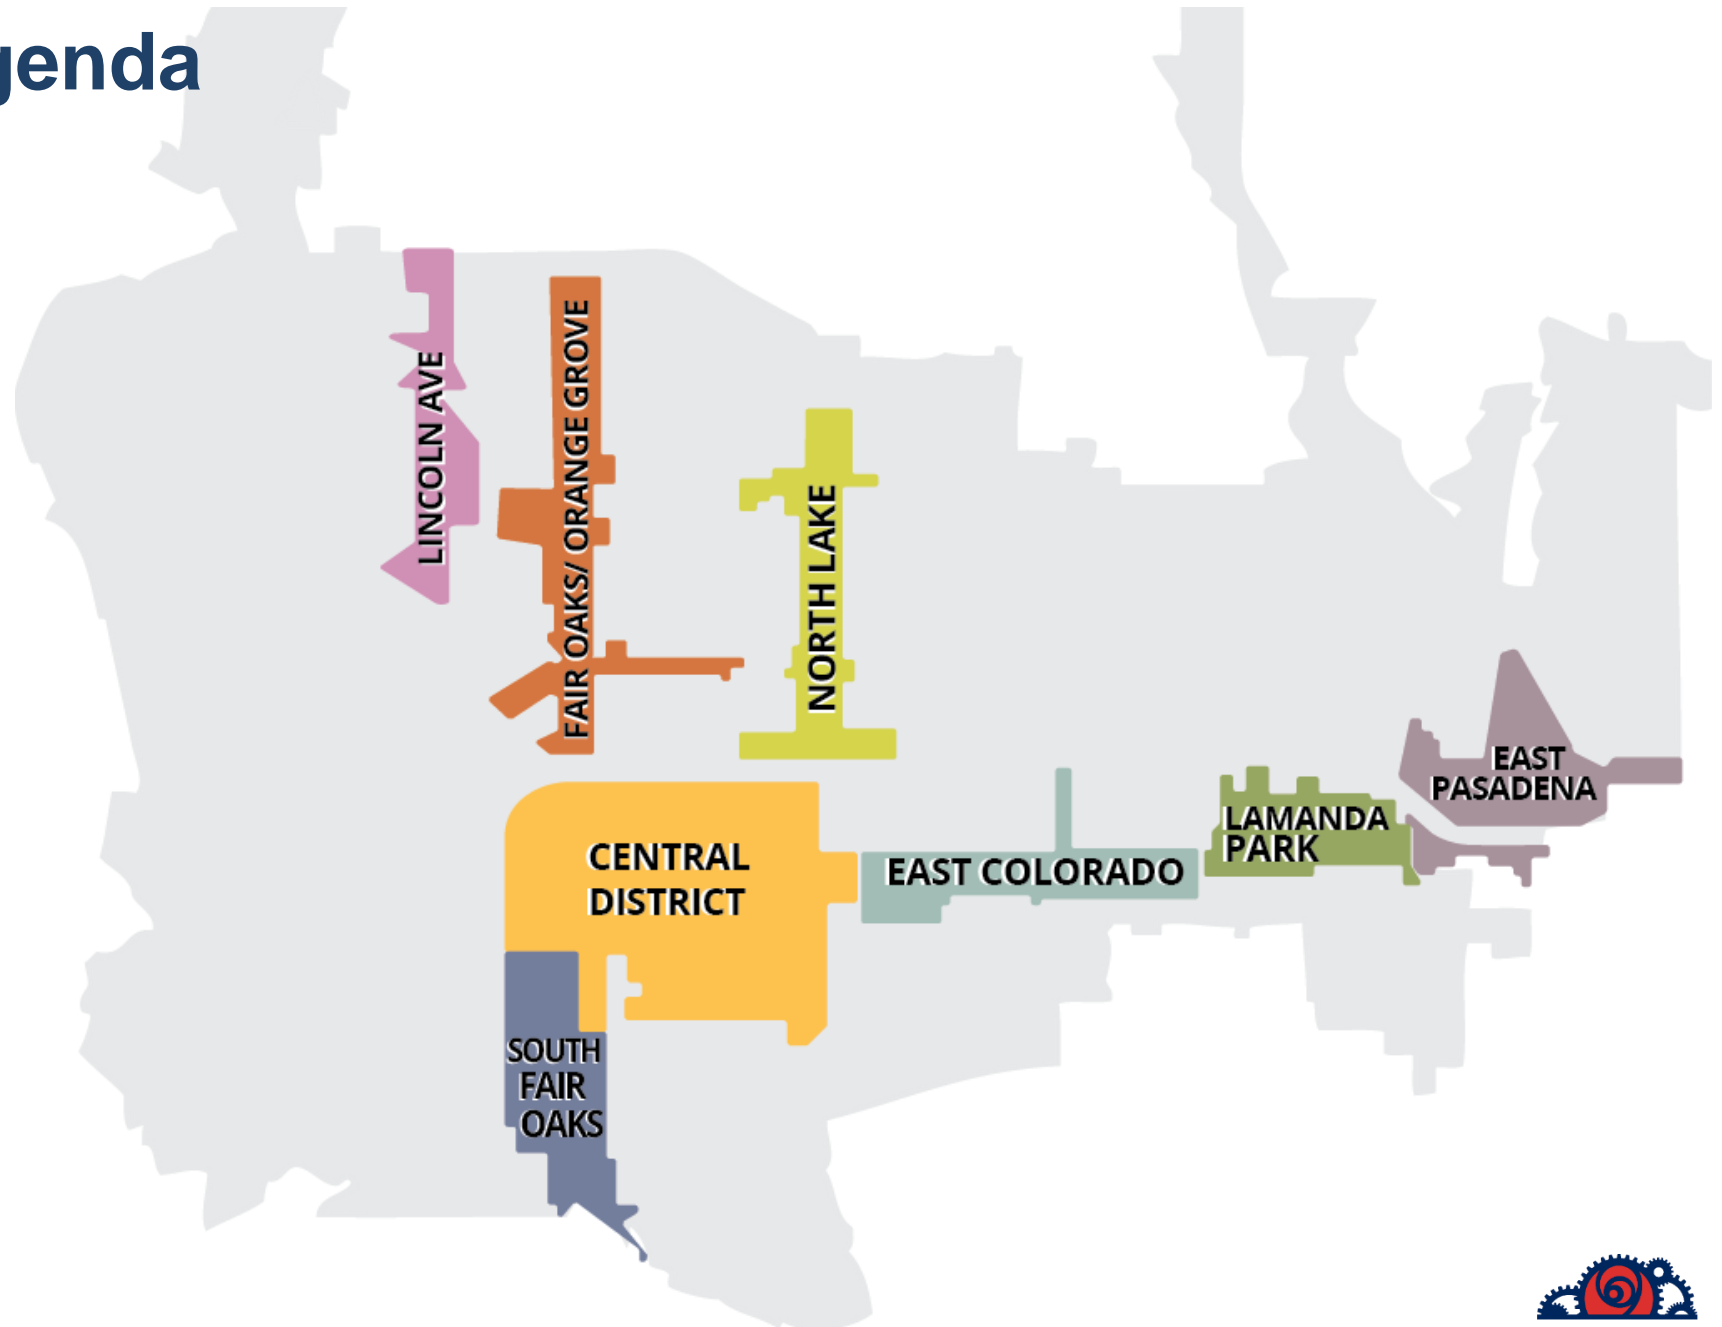 genda
LINCOLN AVE
FAIR OAKS/ ORANGE GROVE
NORTH LAKE
EAST
PASADENA
LAMANDA
PARK
CENTRAL
DISTRICT
EAST COLORADO
SOUTH
FAIR
OAKS